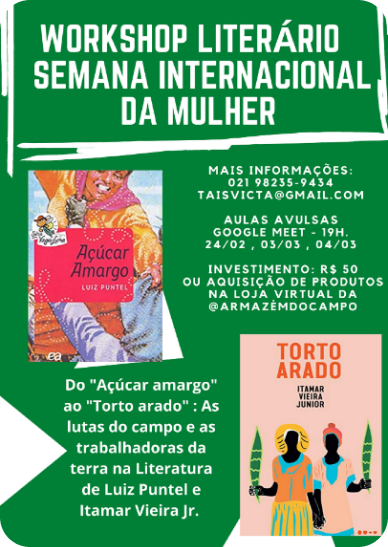 WORKSHOP LITERÁRIO
SEMANA INTERNACIONAL
DA MULHER
MAIS INFORMAÇÕES:
021 98235-9434
TAISVICTA@GMAIL.COM
AULAS AVULSAS
GOOGLE MEET - 19H.
24/02 , 03/03 , 04/03
INVESTIMENTO: R$ 50
OU AQUISIÇÃO DE PRODUTOS
NA LOJA VIRTUAL DA
@ARMAZÉMDOCAMPO
Açúcar
Amargo
LUIZ PUNTEL
TORTO
ARADO
ITAMAR
VIEIRA
JUNIOR
Do "Açúcar amargo"
ao "Torto arado" : As
lutas do campo e as
trabalhadoras da
terra na Literatura
de Luiz Puntel e
Itamar Vieira Jr.